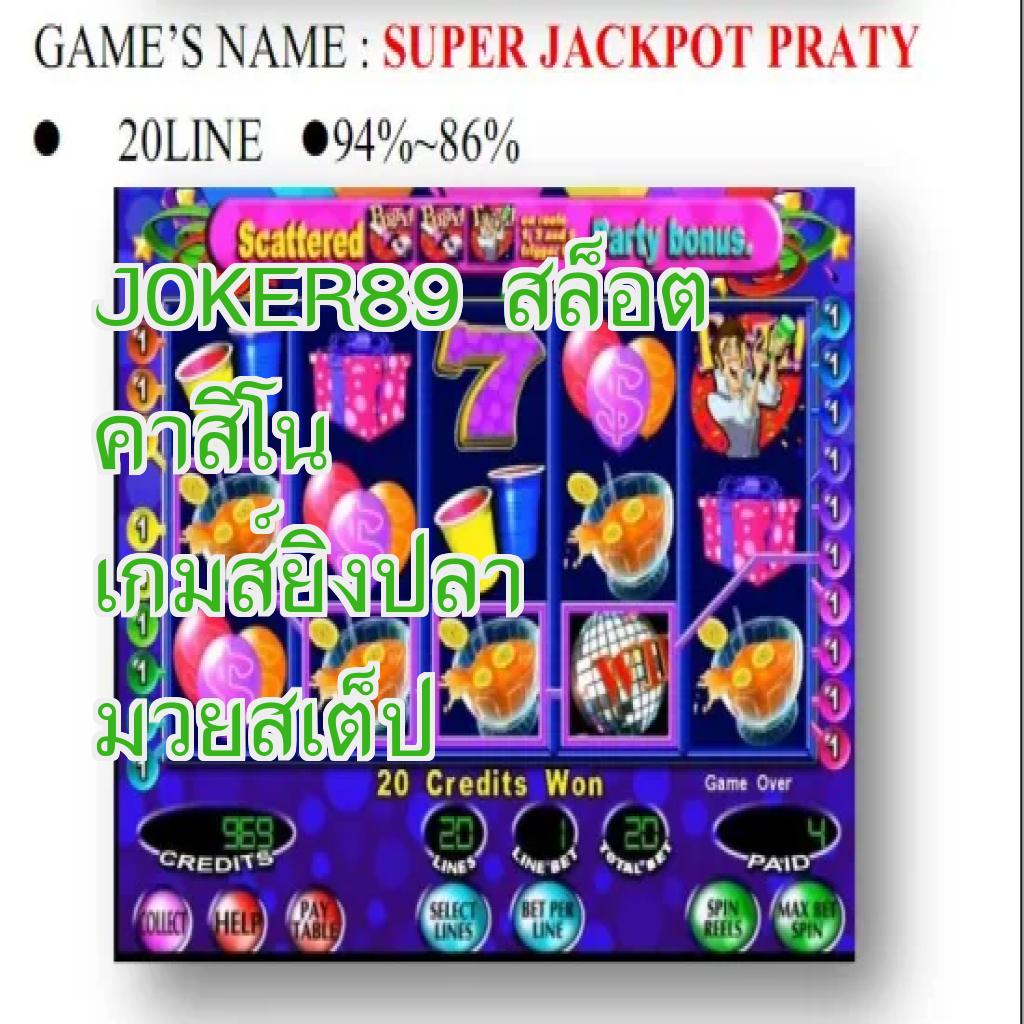 GAME'S NAME : SUPER JACKPOT PRATY
● 20LINE ●94%~86%
Scattered
Party bonus.
JOKER89 สล็อต
คาสิโน
เกมส์ยิงปลา
มวยสเต็ป
20 Credits Won
Game Over
969 20 1 20 4
CREDITS LINES LINE BET TOTAL BET PAID
COLLECT HELP PAY TABLE SELECT LINES BET PER LINE SPIN REELS MAX BET SPIN